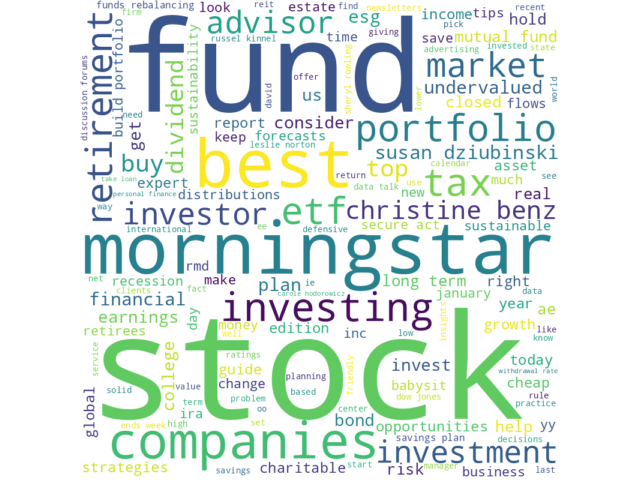 funds rebalancing
look
estate
reit
find
newsletters
recent
firm
russel kinnel
advisor
esg
income
tips
pick
hold
fund
time
save
mutual fund
giving
advertising
invested
state
retirement
build portfolio
discussion forums
sustainability
dividend
us
market
undervalued
offer
david
sheryl rowling
lower
closed
flows
world
need
get
report
consider
portfolio
keep
forecasts
leslie norton
susan dziubinski
buy
best
return
top
calendar
asset
take loan
expert
data talk
use
tax
much
see
personal finance
distributions
new
real
way
investor
etf
christine benz
international
ee
defensive
secure act
sustainable
morningstar
net
recession
rmd
make
plan
ie
long term
right
data
clients
carole hodorowicz
january
financial
fact
investing
year
ae
earnings
day
money
edition
inc
low
insights
growth
like
retirees
well
know
stock
service
college
ratings
planning
friendly
invest
today
guide
babysit
cheap
withdrawal rate
change
dow jones
rule
global
solid
value
problem
based
practice
ira
term
oo
center
bond
opportunities
help
yy
ends week
high
set
companies
savings plan
decisions
investment
strategies
savings
charitable
start
risk
manager
business
last